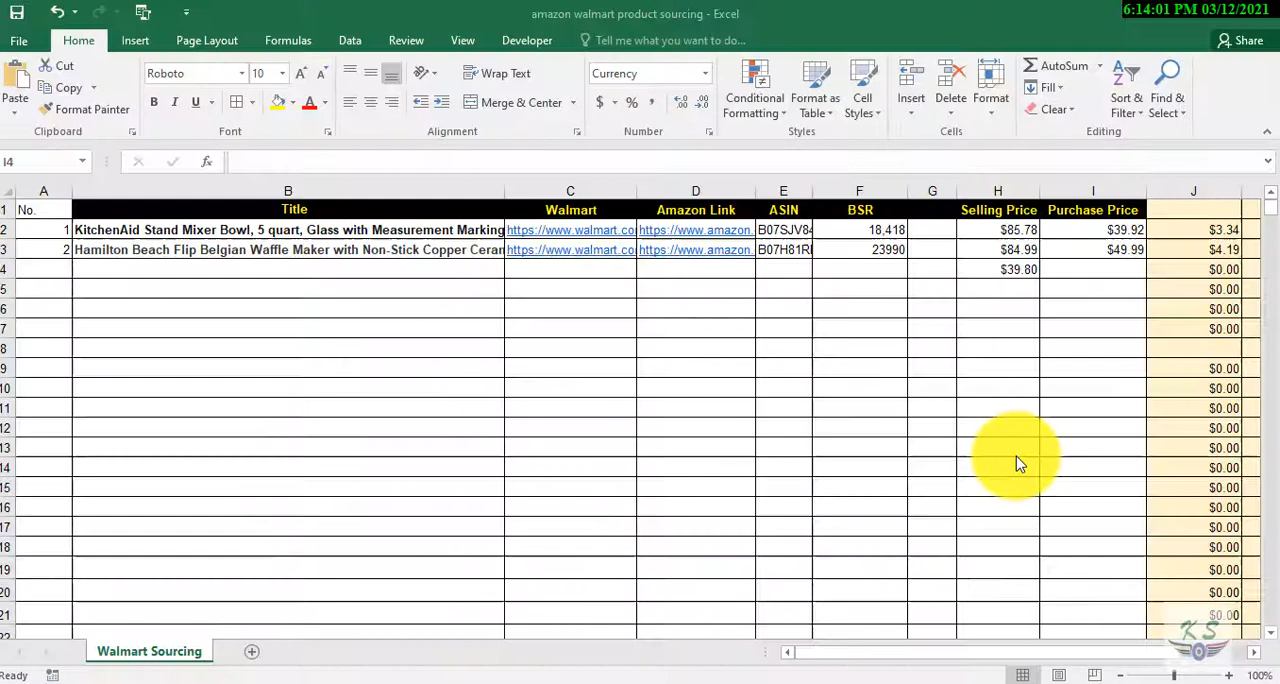 amazon walmart product sourcing - Excel
6:14:01 PM 03/12/2021
File Home Insert Page Layout Formulas Data Review View Developer Tell me what you want to do... Share
Paste
Cut
Copy
Format Painter
Clipboard
Roboto 10
B I U
Font
Wrap Text
Merge & Center
Alignment
Currency
$ % ,
Number
Conditional Formatting
Format as Table
Cell Styles
Styles
Insert
Delete
Format
Cells
AutoSum
Fill
Clear
Sort & Filter
Find & Select
Editing
I4 fx
A B C D E F G H I J
1 No. Title Walmart Amazon Link ASIN BSR Selling Price Purchase Price
2 1 KitchenAid Stand Mixer Bowl, 5 quart, Glass with Measurement Marking https://www.walmart.co https://www.amazon. B07SJV84 18,418 $85.78 $39.92 $3.34
3 2 Hamilton Beach Flip Belgian Waffle Maker with Non-Stick Copper Ceran https://www.walmart.co https://www.amazon. B07H81R 23990 $84.99 $49.99 $4.19
4 $39.80 $0.00
5 $0.00
6 $0.00
7 $0.00
8
9 $0.00
10 $0.00
11 $0.00
12 $0.00
13 $0.00
14 $0.00
15 $0.00
16 $0.00
17 $0.00
18 $0.00
19 $0.00
20 $0.00
21 $0.00
22
KS
Walmart Sourcing
Ready
100%